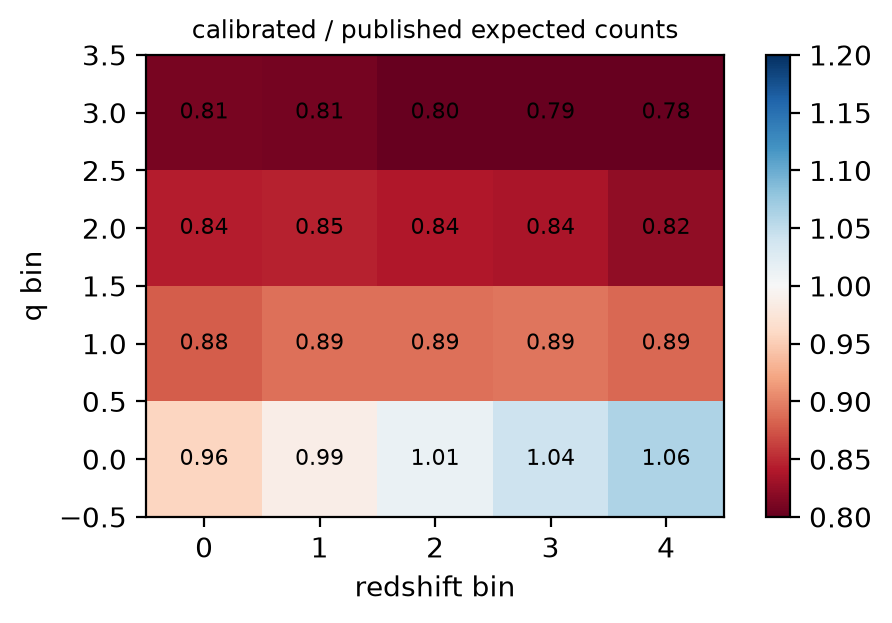 calibrated / published expected counts
3.5
3.0
2.5
2.0
1.5
1.0
0.5
0.0
−0.5
q bin
0.81 0.81 0.80 0.79 0.78
0.84 0.85 0.84 0.84 0.82
0.88 0.89 0.89 0.89 0.89
0.96 0.99 1.01 1.04 1.06
0 1 2 3 4
redshift bin
1.20
1.15
1.10
1.05
1.00
0.95
0.90
0.85
0.80